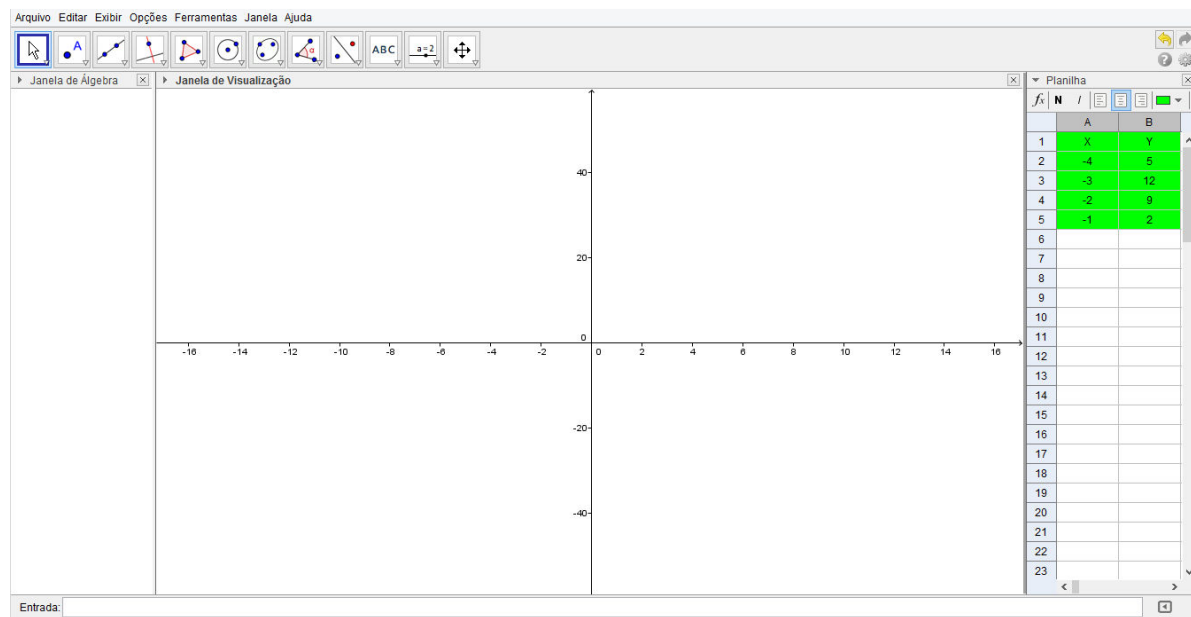 Arquivo Editar Exibir Opções Ferramentas Janela Ajuda
A α ABC a=2
Janela de Álgebra Janela de Visualização Planilha
fx N I
A B
1 X Y
2 -4 5
3 -3 12
4 -2 9
5 -1 2
6
7
8
9
10
11
12
13
14
15
16
17
18
19
20
21
22
23
40
20
0
-16 -14 -12 -10 -8 -6 -4 -2 0 2 4 6 8 10 12 14 16
-20
-40
Entrada: